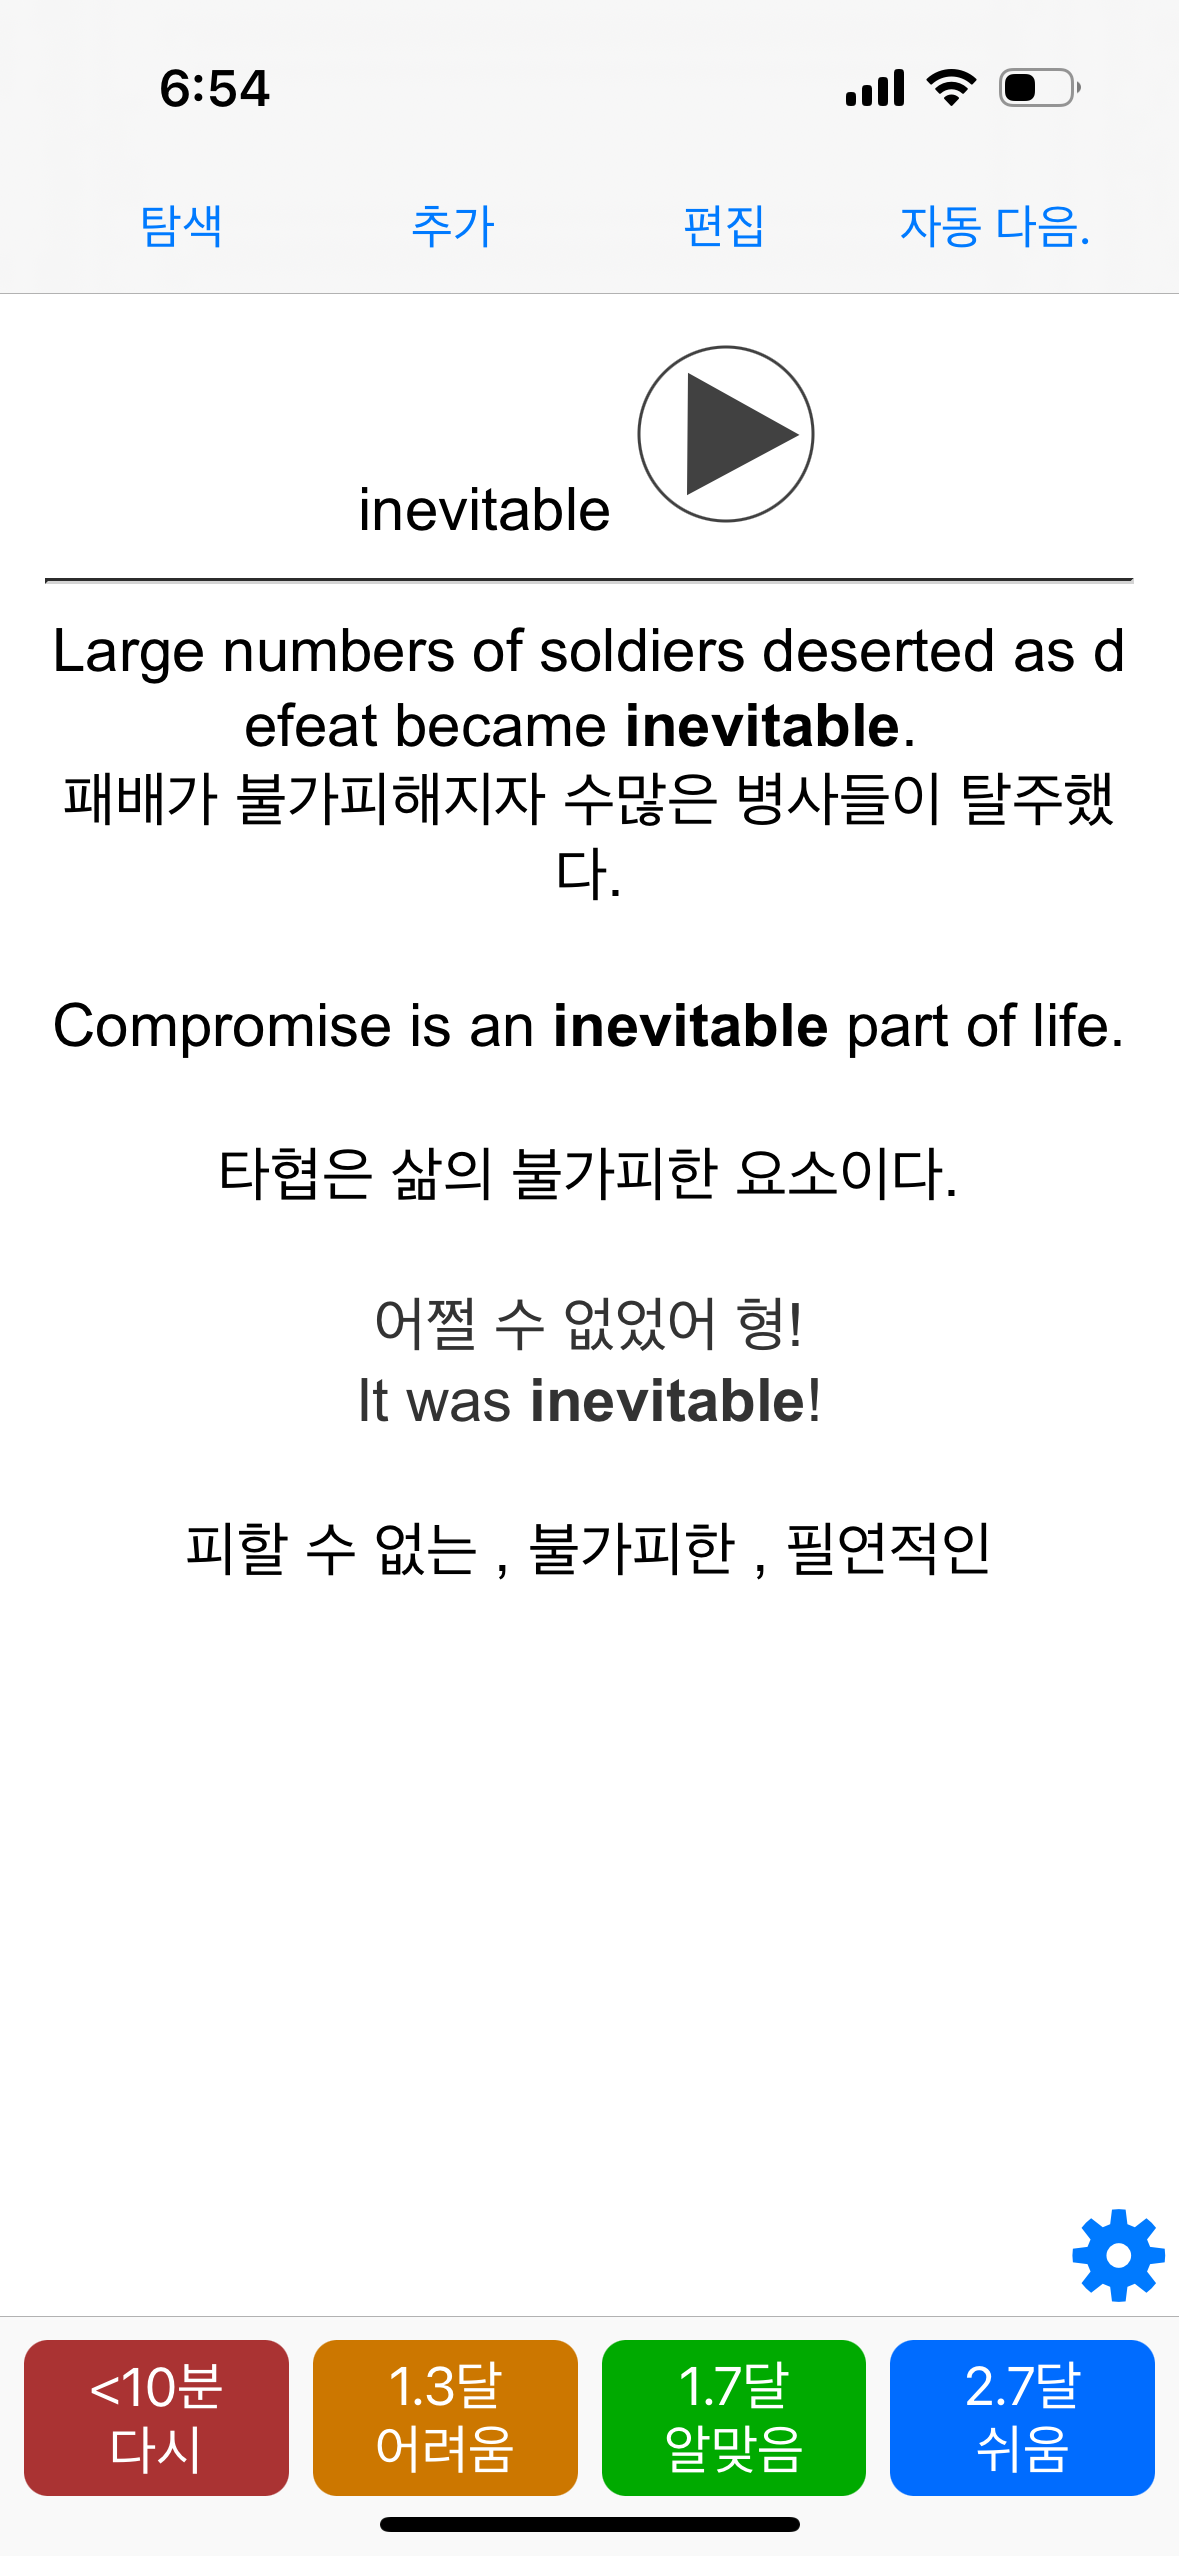 6:54
탐색 추가 편집 자동 다음.
inevitable
Large numbers of soldiers deserted as d
efeat became inevitable.
패배가 불가피해지자 수많은 병사들이 탈주했
다.
Compromise is an inevitable part of life.
타협은 삶의 불가피한 요소이다.
어쩔 수 없었어 형!
It was inevitable!
피할 수 없는 , 불가피한 , 필연적인
<10분 1.3달 1.7달 2.7달
다시 어려움 알맞음 쉬움